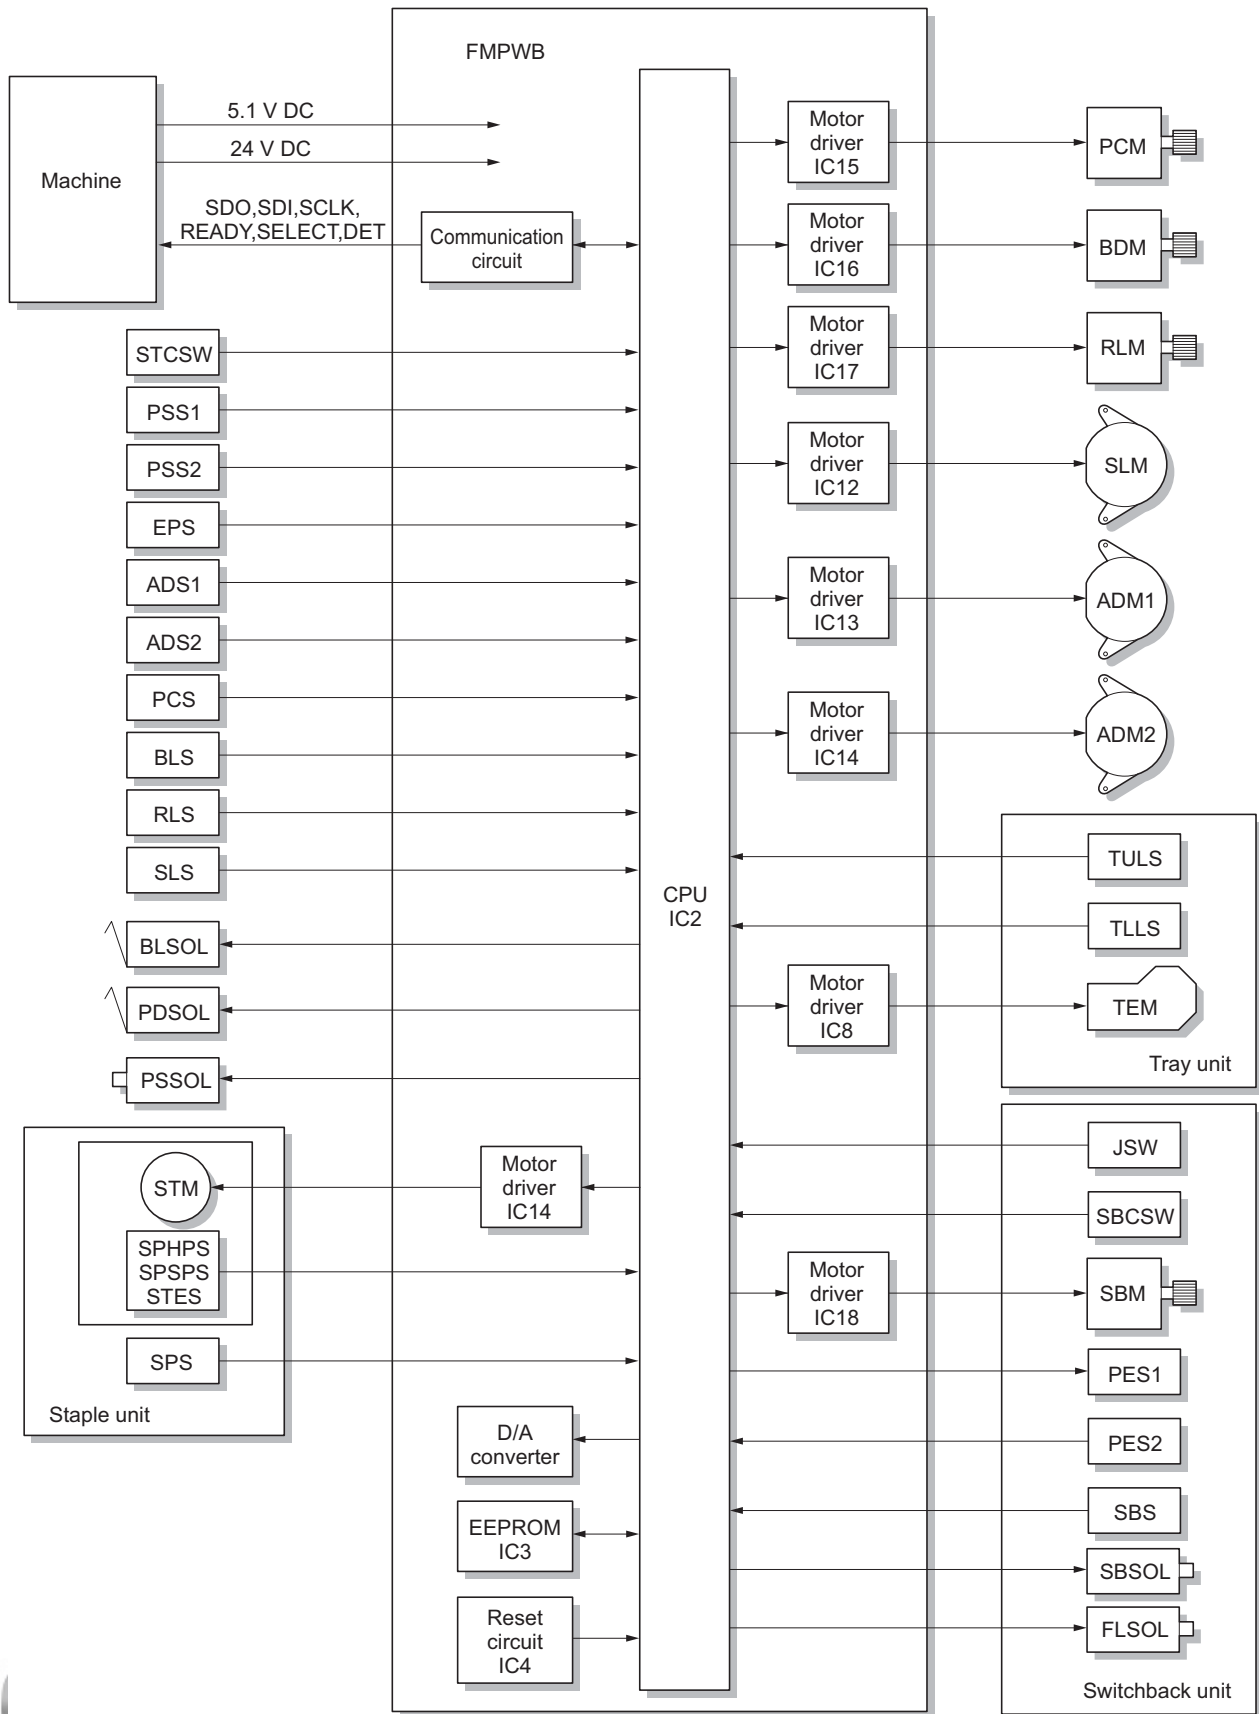 FMPWB
Machine
5.1 V DC
24 V DC
SDO,SDI,SCLK,
READY,SELECT,DET
Communication
circuit
STCSW
PSS1
PSS2
EPS
ADS1
ADS2
PCS
BLS
RLS
SLS
BLSOL
PDSOL
PSSOL
STM
SPHPS
SPSPS
STES
SPS
Staple unit
Motor
driver
IC14
D/A
converter
EEPROM
IC3
Reset
circuit
IC4
CPU
IC2
Motor
driver
IC15
PCM
Motor
driver
IC16
BDM
Motor
driver
IC17
RLM
Motor
driver
IC12
SLM
Motor
driver
IC13
ADM1
Motor
driver
IC14
ADM2
TULS
TLLS
Motor
driver
IC8
TEM
Tray unit
JSW
SBCSW
Motor
driver
IC18
SBM
PES1
PES2
SBS
SBSOL
FLSOL
Switchback unit